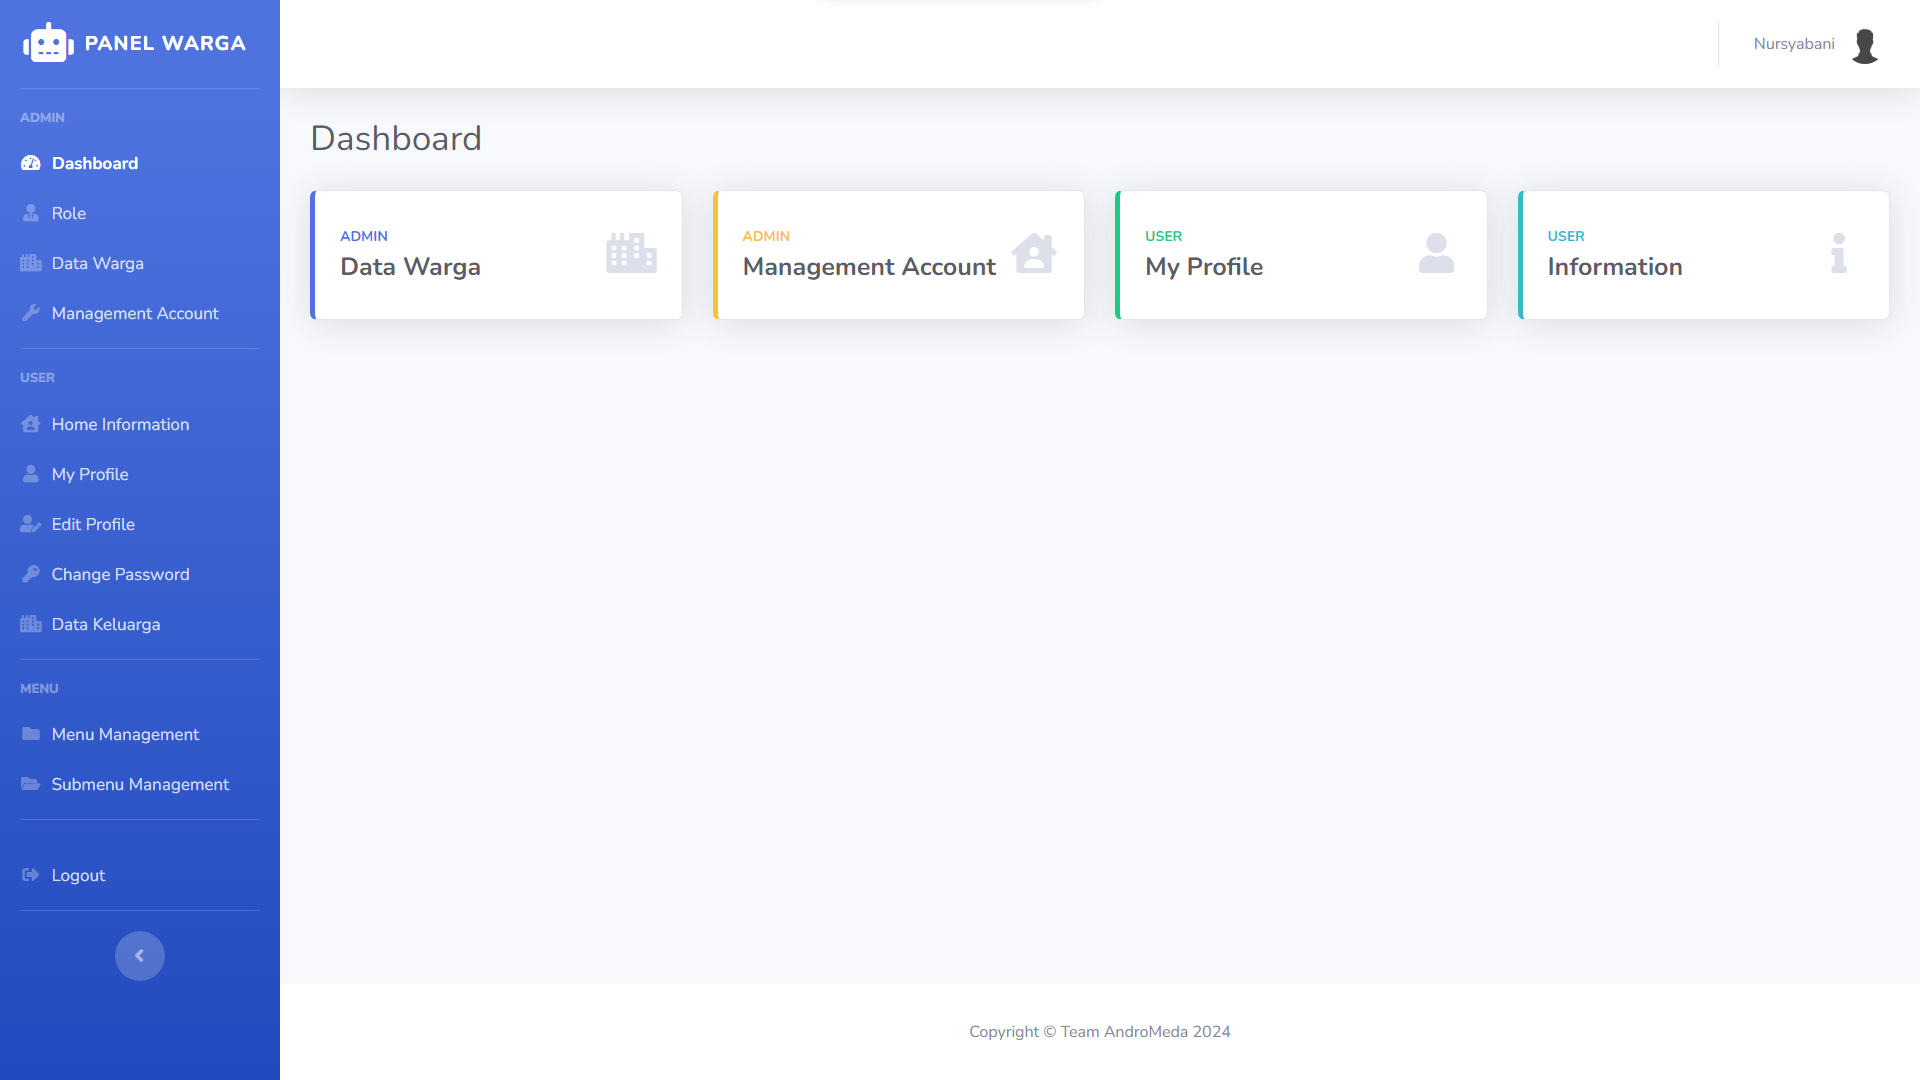 PANEL WARGA
ADMIN
Dashboard
Role
Data Warga
Management Account
USER
Home Information
My Profile
Edit Profile
Change Password
Data Keluarga
MENU
Menu Management
Submenu Management
Logout
Nursyabani
Dashboard
ADMIN
Data Warga
ADMIN
Management Account
USER
My Profile
USER
Information
Copyright © Team AndroMeda 2024